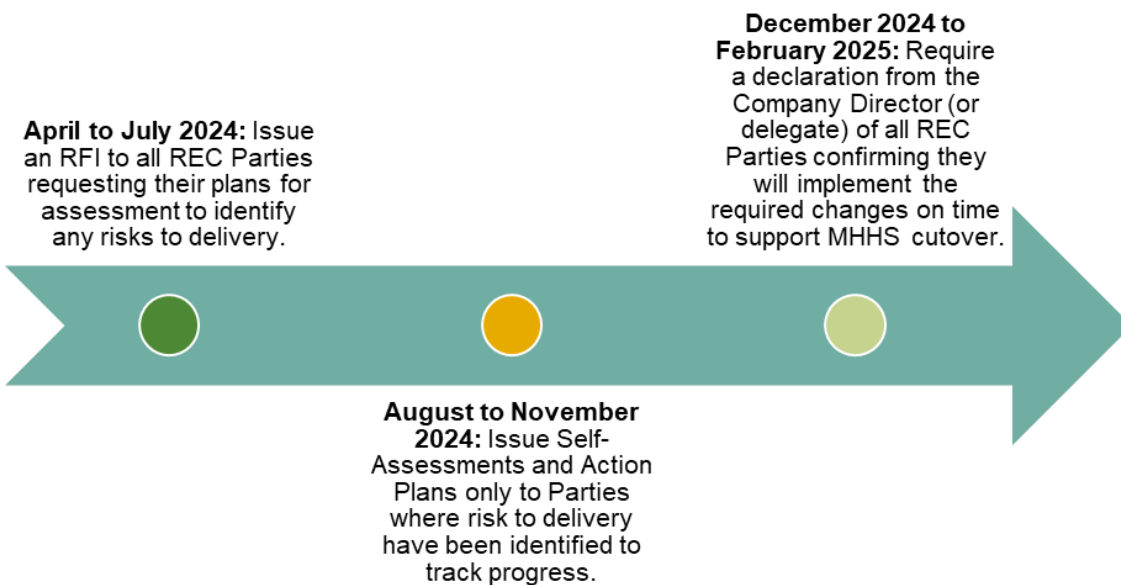 April to July 2024: Issue
an RFI to all REC Parties
requesting their plans for
assessment to identify
any risks to delivery.
August to November
2024: Issue Self-
Assessments and Action
Plans only to Parties
where risk to delivery
have been identified to
track progress.
December 2024 to
February 2025: Require
a declaration from the
Company Director (or
delegate) of all REC
Parties confirming they
will implement the
required changes on time
to support MHHS cutover.